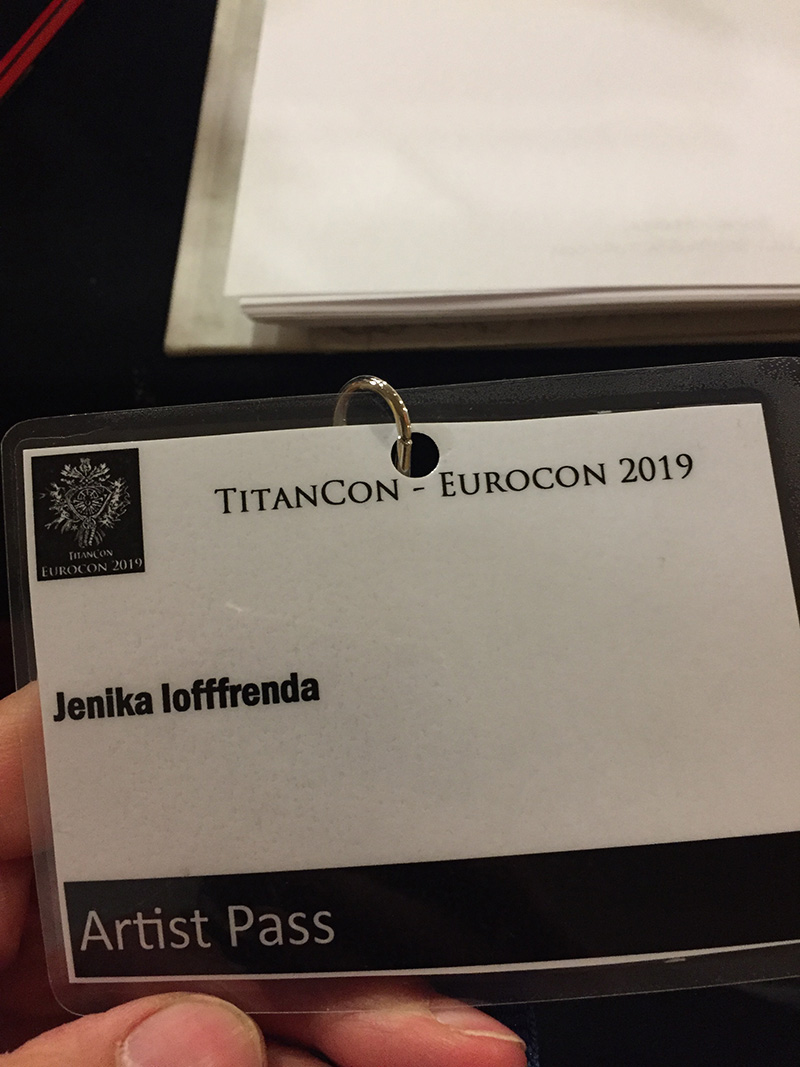 TitanCon - Eurocon 2019
TitanCon
Eurocon 2019
Jenika Iofffrenda
Artist Pass